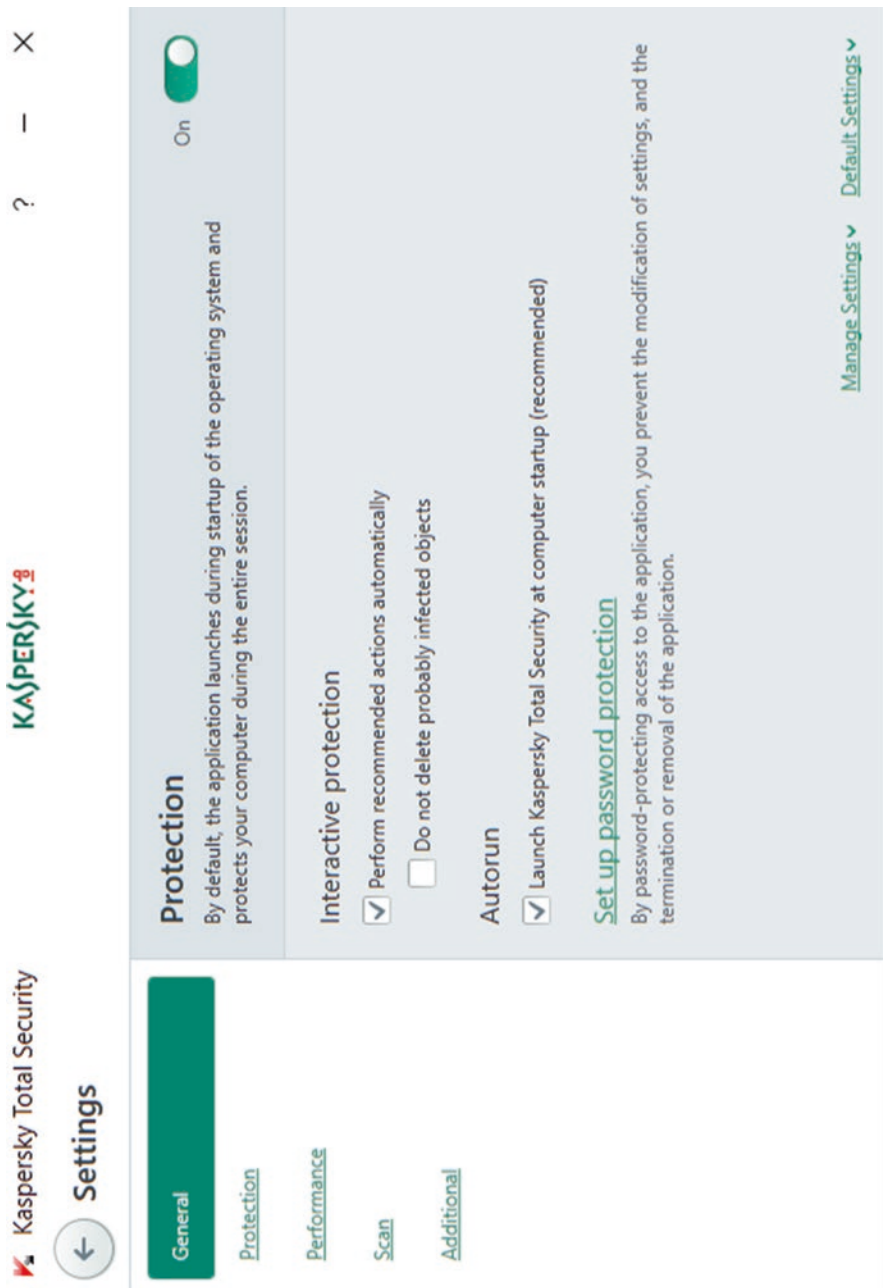 Kaspersky Total Security
KASPERSKY
? – ×
Settings
General
Protection
Performance
Scan
Additional
Protection
On
By default, the application launches during startup of the operating system and
protects your computer during the entire session.
Interactive protection
Perform recommended actions automatically
Do not delete probably infected objects
Autorun
Launch Kaspersky Total Security at computer startup (recommended)
Set up password protection
By password-protecting access to the application, you prevent the modification of settings, and the
termination or removal of the application.
Manage Settings Default Settings